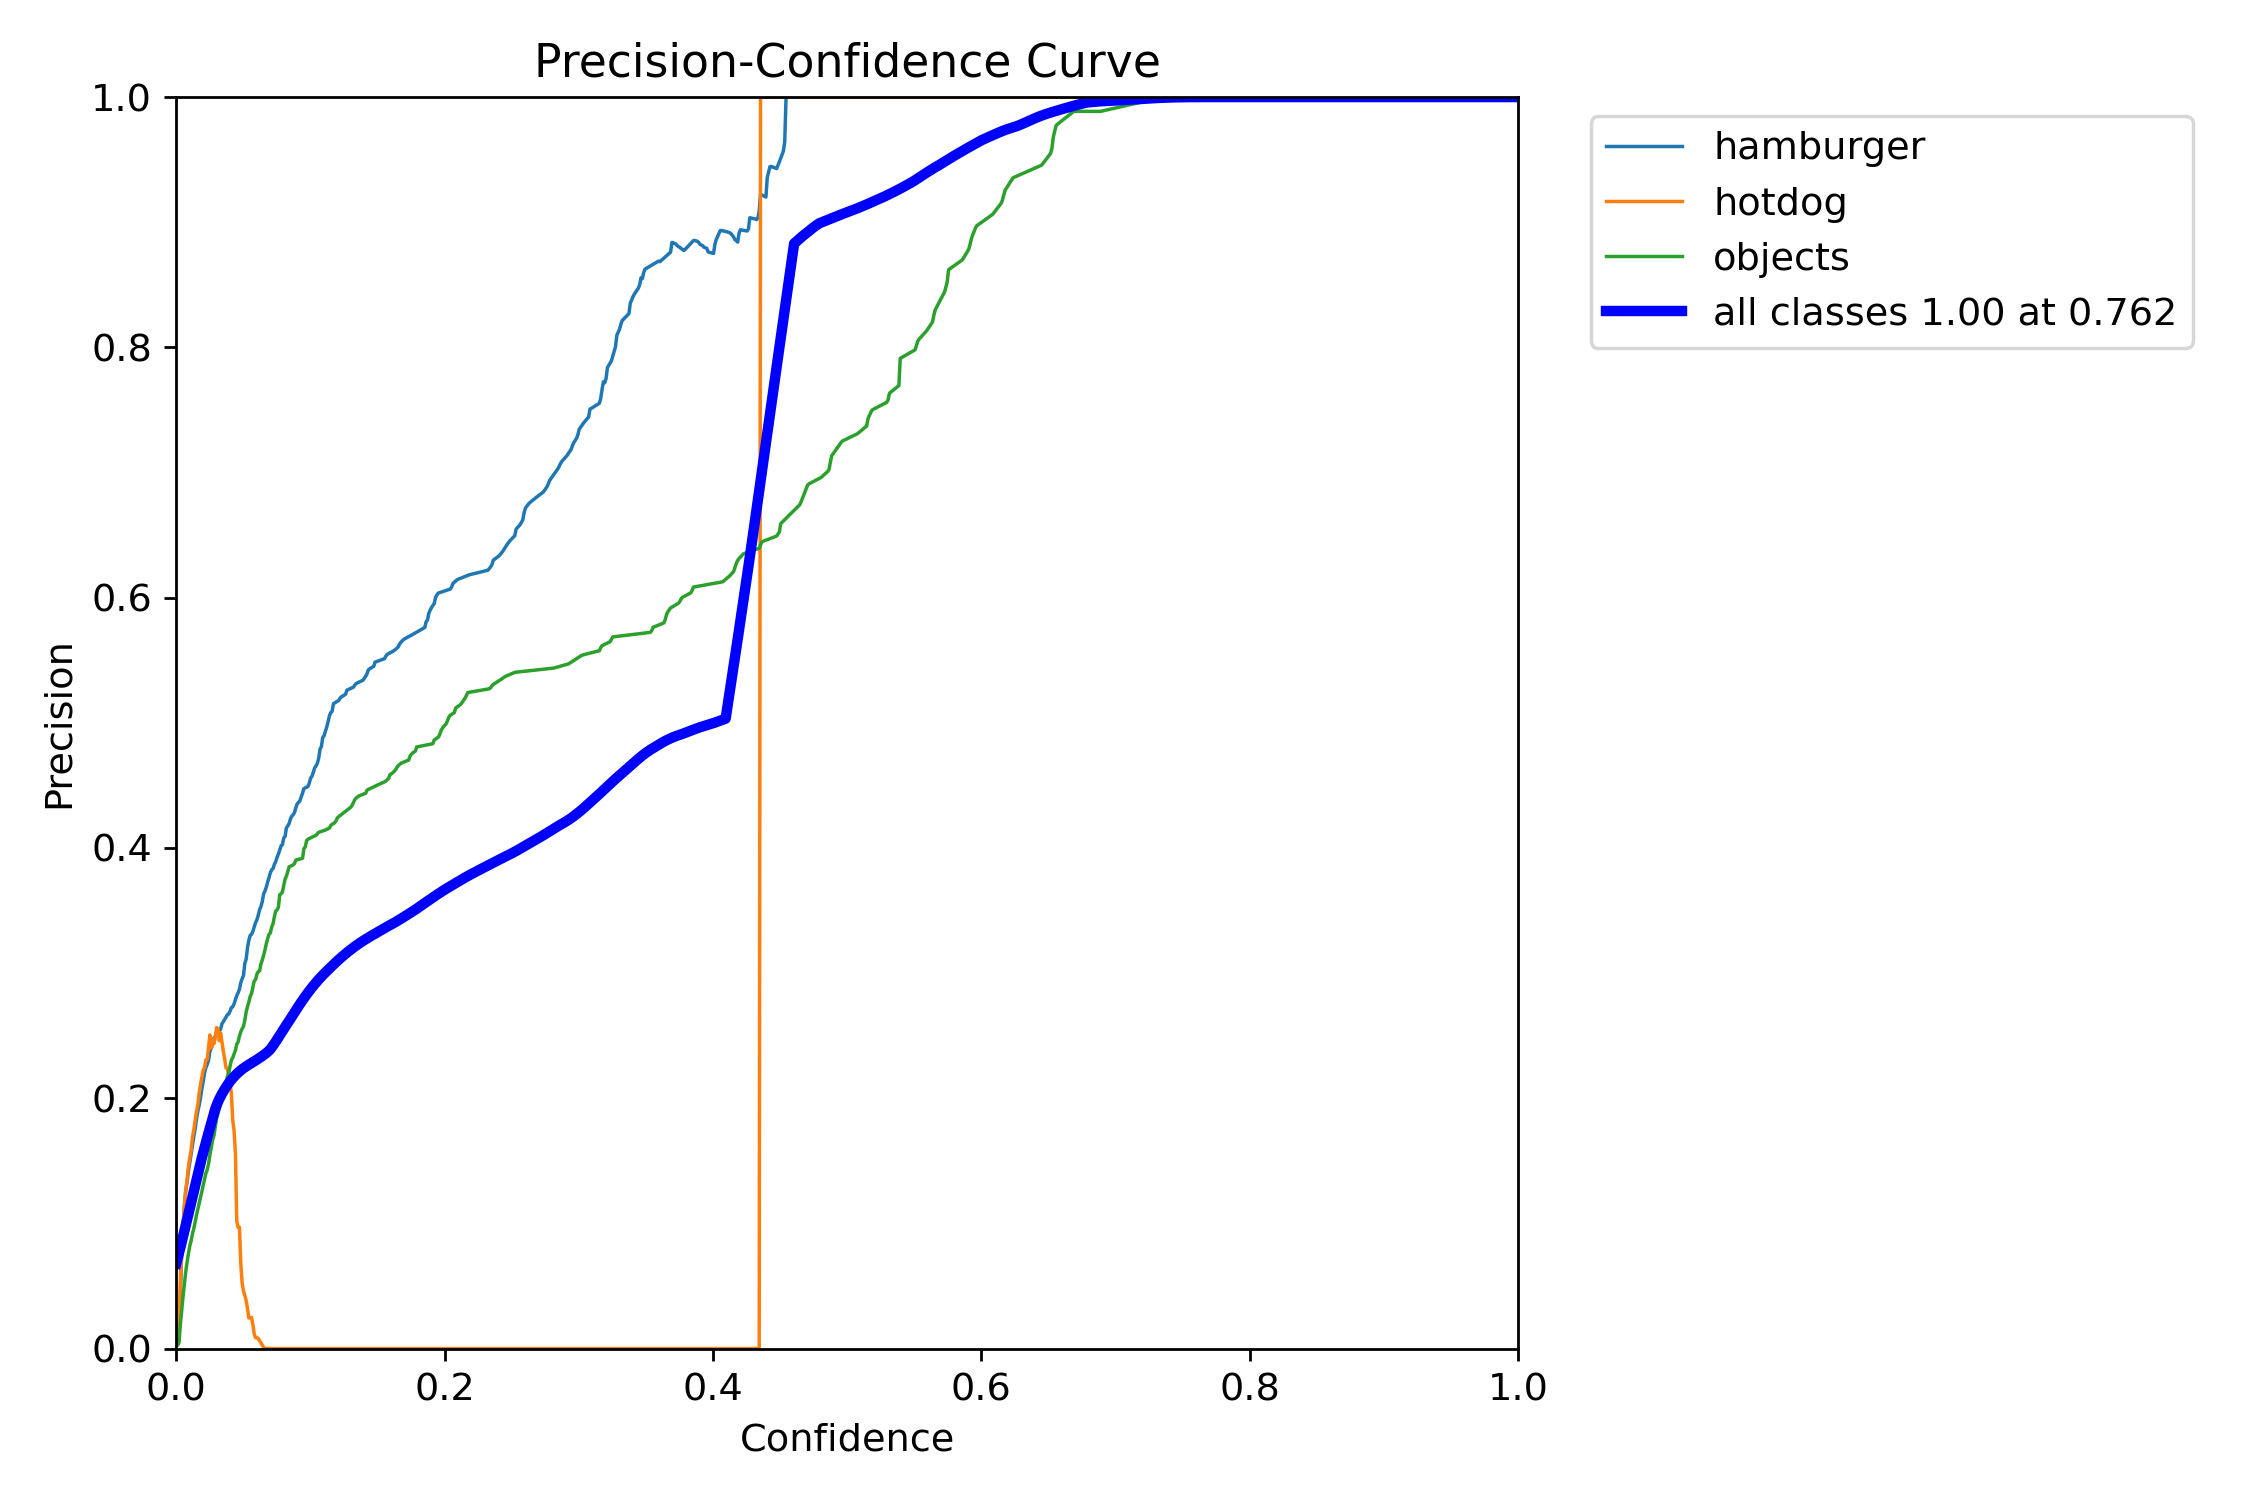 Precision-Confidence Curve
1.0
0.8
0.6
0.4
0.2
0.0
Precision
0.0 0.2 0.4 0.6 0.8 1.0
Confidence
hamburger
hotdog
objects
all classes 1.00 at 0.762